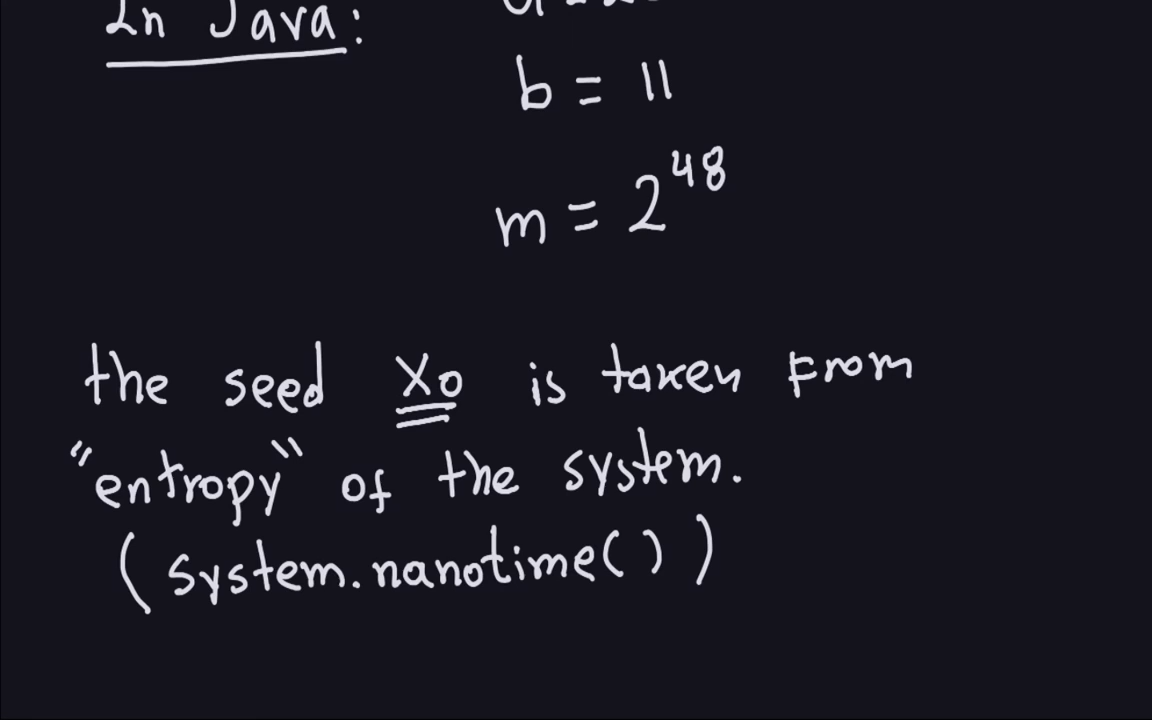 In Java:
b = 11
m = 2^48
the seed X0 is taken from
"entropy" of the system.
(system.nanotime())